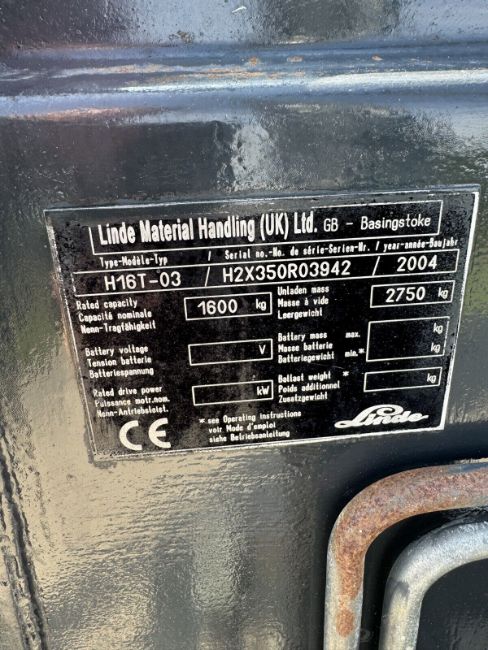 Linde Material Handling (UK) Ltd. GB - Basingstoke
Type-Modèle-Typ / Serial no.-No. de série-Serien-Nr. / year-année-Baujahr
H16T-03 / H2X350R03942 / 2004
Rated capacity
Capacité nominale
Nenn-Tragfähigkeit
1600 kg
Unladen mass
Masse à vide
Leergewicht
2750 kg
Battery voltage
Tension batterie
Batteriespannung
V
Battery mass max. kg
Masse batterie
Batteriegewicht min.* kg
Rated drive power
Puissance motr.nom.
Nenn-Antriebsleist.
kW
Ballast weight *
Poids additionnel
Zusatzgewicht
kg
CE
*: see Operating instructions
voir Mode d'emploi
siehe Betriebsanleitung
Linde